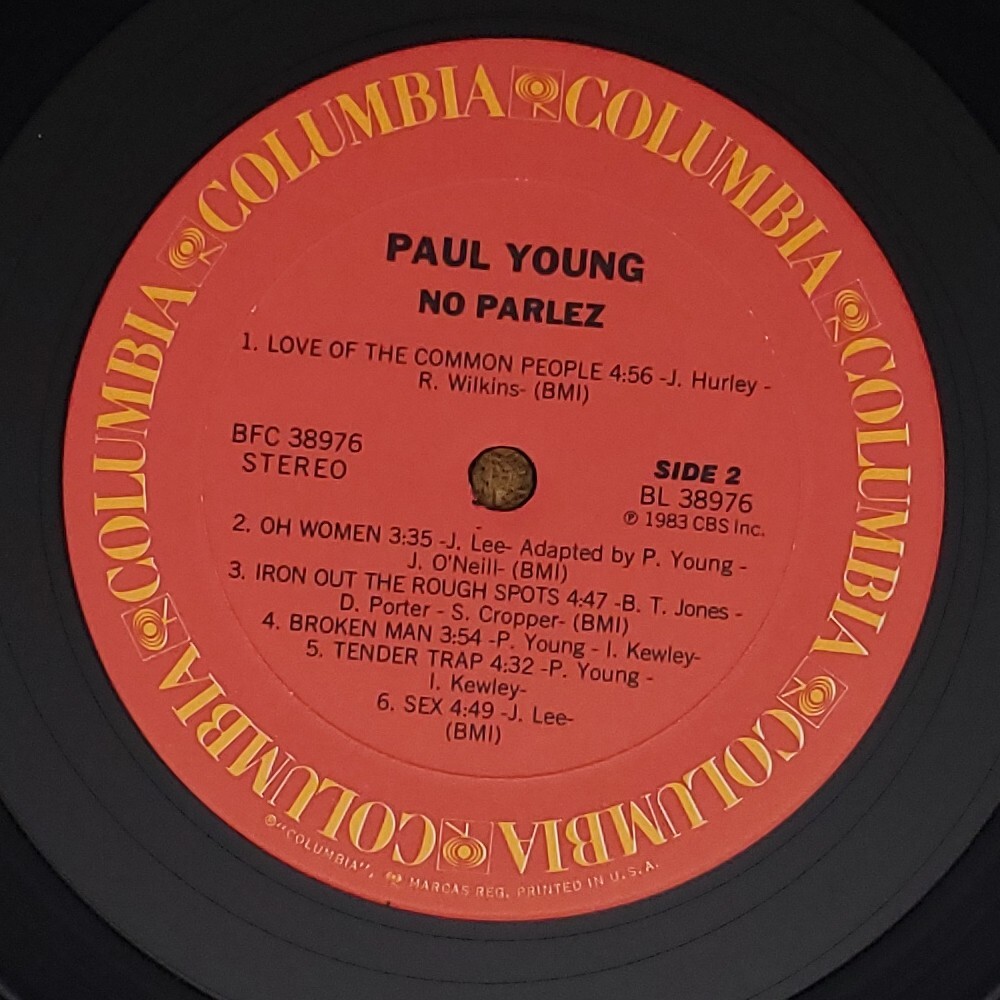 COLUMBIA COLUMBIA COLUMBIA COLUMBIA COLUMBIA COLUMBIA
PAUL YOUNG
NO PARLEZ
1. LOVE OF THE COMMON PEOPLE 4:56 -J. Hurley -
R. Wilkins- (BMI)
BFC 38976
STEREO
SIDE 2
BL 38976
℗ 1983 CBS Inc.
2. OH WOMEN 3:35 -J. Lee- Adapted by P. Young -
J. O'Neill- (BMI)
3. IRON OUT THE ROUGH SPOTS 4:47 -B. T. Jones -
D. Porter - S. Cropper- (BMI)
4. BROKEN MAN 3:54 -P. Young - I. Kewley-
5. TENDER TRAP 4:32 -P. Young -
I. Kewley-
6. SEX 4:49 -J. Lee-
(BMI)
®"COLUMBIA", MARCAS REG. PRINTED IN U.S.A.